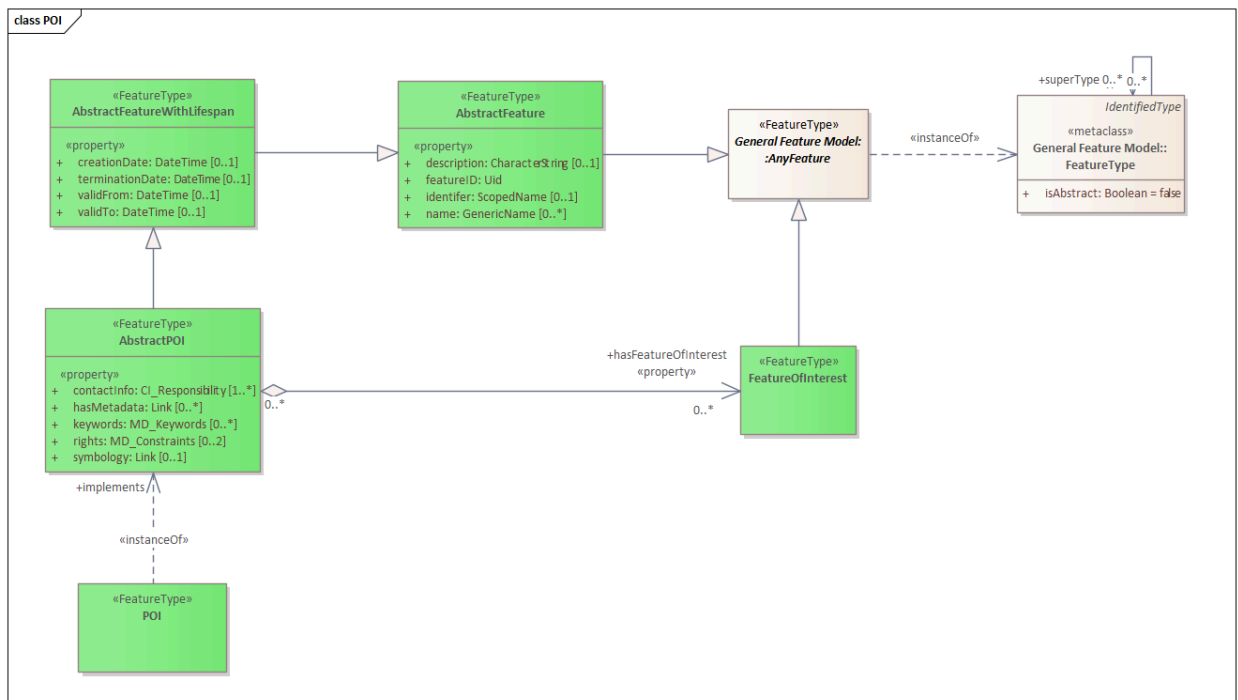 class POI
«FeatureType»
AbstractFeatureWithLifespan
«property»
+ creationDate: DateTime [0..1]
+ terminationDate: DateTime [0..1]
+ validFrom: DateTime [0..1]
+ validTo: DateTime [0..1]
«FeatureType»
AbstractFeature
«property»
+ description: CharacterString [0..1]
+ featureID: Uid
+ identifer: ScopedName [0..1]
+ name: GenericName [0..*]
«FeatureType»
General Feature Model:
:AnyFeature
«instanceOf»
+superType 0..* 0..*
IdentifiedType
«metaclass»
General Feature Model::
FeatureType
+ isAbstract: Boolean = false
«FeatureType»
AbstractPOI
«property»
+ contactInfo: CI_Responsibility [1..*]
+ hasMetadata: Link [0..*]
+ keywords: MD_Keywords [0..*]
+ rights: MD_Constraints [0..2]
+ symbology: Link [0..1]
0..*
+hasFeatureOfInterest
«property»
0..*
«FeatureType»
FeatureOfInterest
+implements
«instanceOf»
«FeatureType»
POI